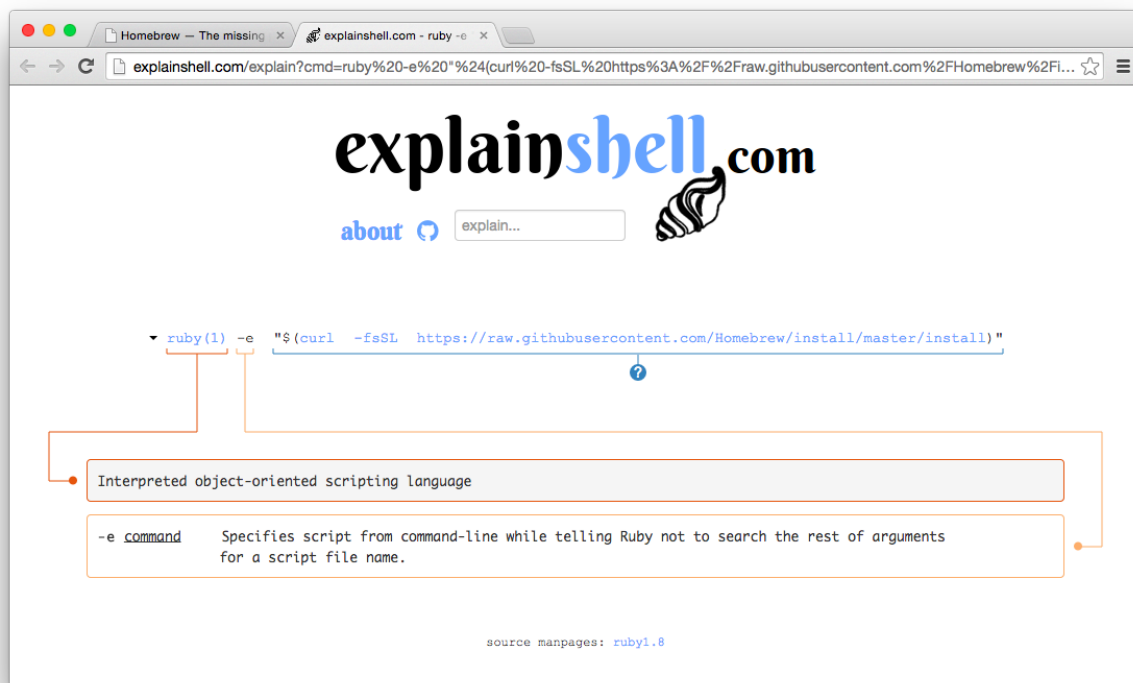 Homebrew — The missing
explainshell.com - ruby -e
explainshell.com/explain?cmd=ruby%20-e%20"%24(curl%20-fsSL%20https%3A%2F%2Fraw.githubusercontent.com%2FHomebrew%2Fi...
explainshell.com
about
explain...
ruby(1) -e "$(curl -fsSL https://raw.githubusercontent.com/Homebrew/install/master/install)"
?
Interpreted object-oriented scripting language
-e command Specifies script from command-line while telling Ruby not to search the rest of arguments
for a script file name.
source manpages: ruby1.8